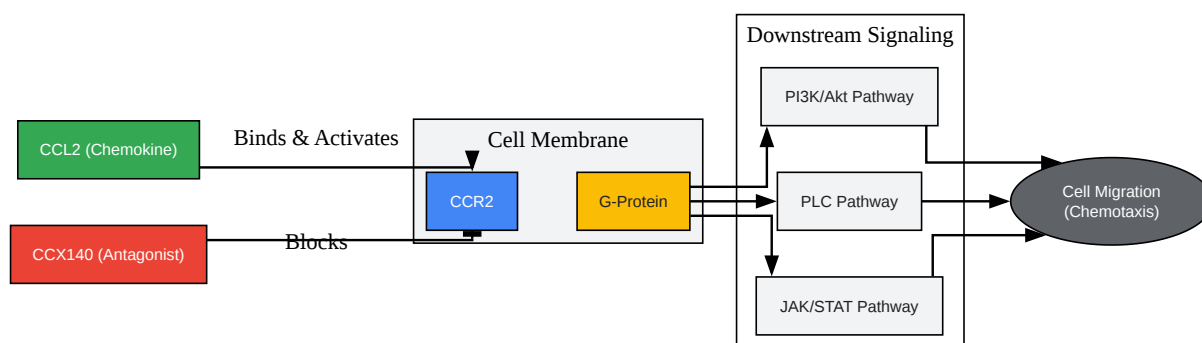 Downstream Signaling
PI3K/Akt Pathway
CCL2 (Chemokine)
Binds & Activates
Cell Membrane
CCR2
G-Protein
PLC Pathway
Cell Migration
(Chemotaxis)
CCX140 (Antagonist)
Blocks
JAK/STAT Pathway